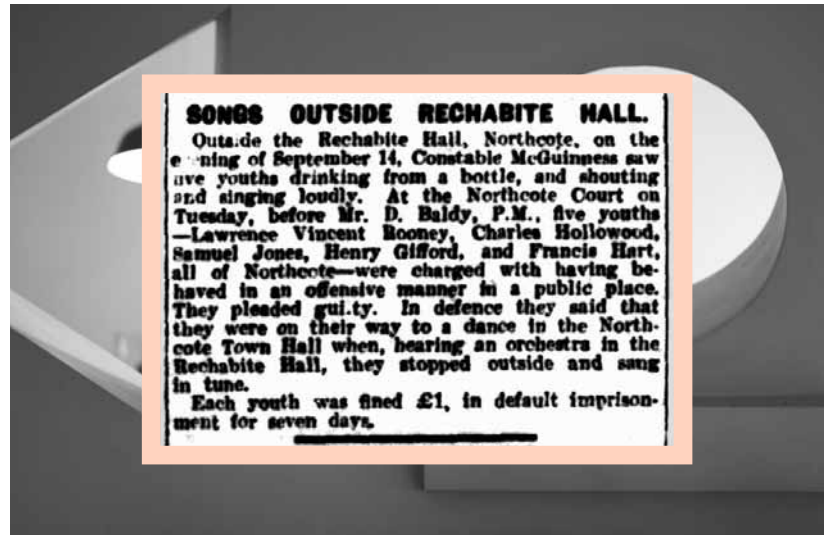 SONGS OUTSIDE RECHABITE HALL.
Outside the Rechabite Hall, Northcote, on the
evening of September 14, Constable McGuinness saw
five youths drinking from a bottle, and shouting
and singing loudly. At the Northcote Court on
Tuesday, before Mr. D. Baldy, P.M., five youths
—Lawrence Vincent Rooney, Charles Hollowood,
Samuel Jones, Henry Gifford, and Francis Hart,
all of Northcote—were charged with having be-
haved in an offensive manner in a public place.
They pleaded gui.ty. In defence they said that
they were on their way to a dance in the North-
cote Town Hall when, hearing an orchestra in the
Rechabite Hall, they stopped outside and sang
in tune.
Each youth was fined £1, in default imprison-
ment for seven days.